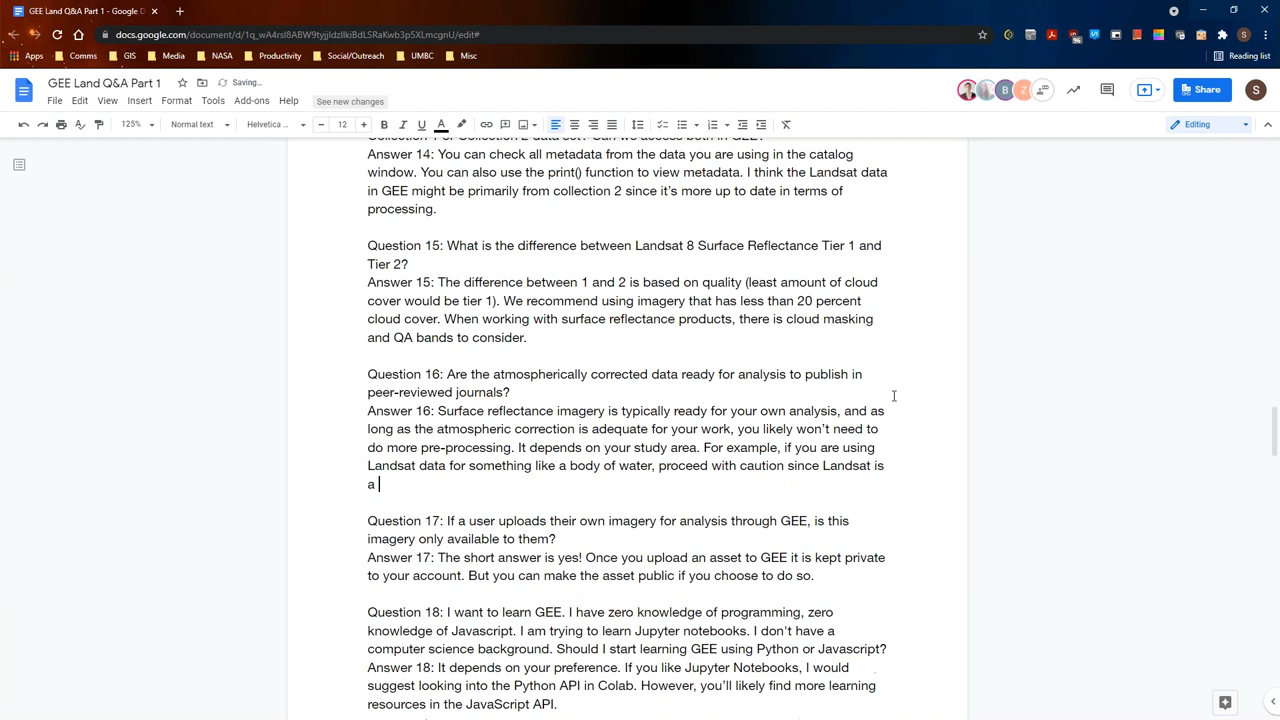 GEE Land Q&A Part 1 - Google D
docs.google.com/document/d/1q_wA4rsI8ABW9tyjjIdzlIkiBdLSRaKwb3p5XLmcgnU/edit#
Apps Comms GIS Media NASA Productivity Social/Outreach UMBC Misc Reading list
GEE Land Q&A Part 1 Saving...
File Edit View Insert Format Tools Add-ons Help See new changes
B Z Share S
125% Normal text Helvetica ... 12 B I U A Editing
Answer 14: You can check all metadata from the data you are using in the catalog
window. You can also use the print() function to view metadata. I think the Landsat data
in GEE might be primarily from collection 2 since it's more up to date in terms of
processing.
Question 15: What is the difference between Landsat 8 Surface Reflectance Tier 1 and
Tier 2?
Answer 15: The difference between 1 and 2 is based on quality (least amount of cloud
cover would be tier 1). We recommend using imagery that has less than 20 percent
cloud cover. When working with surface reflectance products, there is cloud masking
and QA bands to consider.
Question 16: Are the atmospherically corrected data ready for analysis to publish in
peer-reviewed journals?
Answer 16: Surface reflectance imagery is typically ready for your own analysis, and as
long as the atmospheric correction is adequate for your work, you likely won't need to
do more pre-processing. It depends on your study area. For example, if you are using
Landsat data for something like a body of water, proceed with caution since Landsat is
a
Question 17: If a user uploads their own imagery for analysis through GEE, is this
imagery only available to them?
Answer 17: The short answer is yes! Once you upload an asset to GEE it is kept private
to your account. But you can make the asset public if you choose to do so.
Question 18: I want to learn GEE. I have zero knowledge of programming, zero
knowledge of Javascript. I am trying to learn Jupyter notebooks. I don't have a
computer science background. Should I start learning GEE using Python or Javascript?
Answer 18: It depends on your preference. If you like Jupyter Notebooks, I would
suggest looking into the Python API in Colab. However, you'll likely find more learning
resources in the JavaScript API.